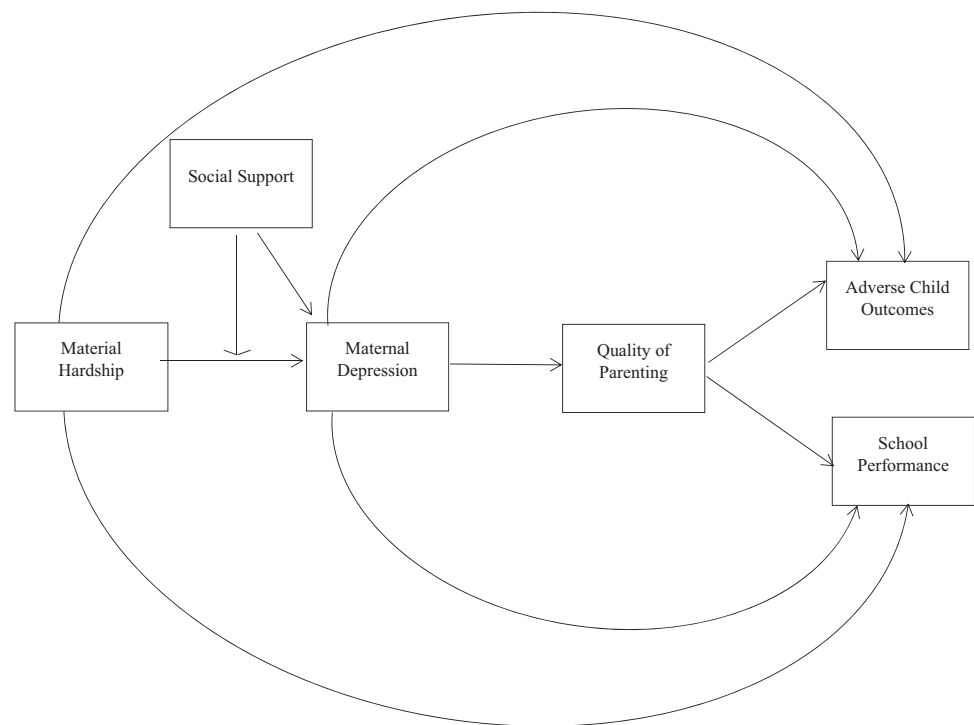 Social Support
Material
Hardship
Maternal
Depression
Quality of
Parenting
Adverse Child
Outcomes
School
Performance